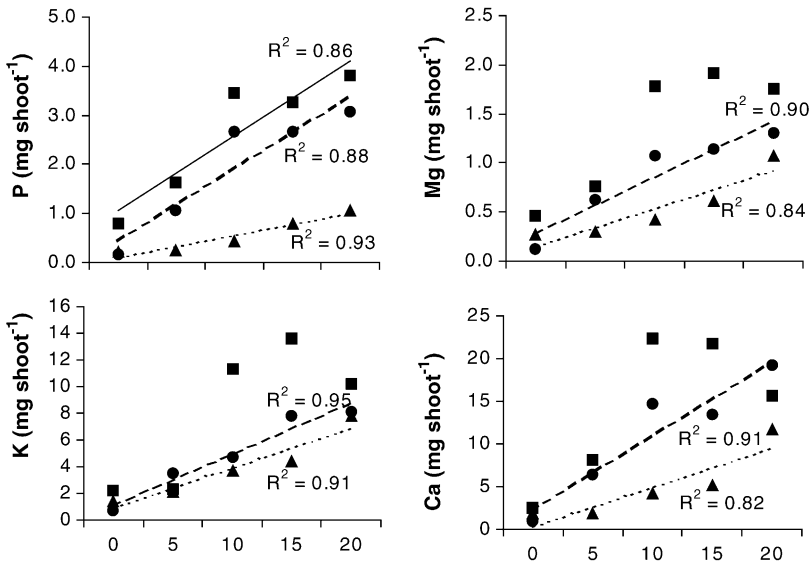 P (mg shoot⁻¹)
5.0
4.0
3.0
2.0
1.0
0.0
R² = 0.86
R² = 0.88
R² = 0.93
Mg (mg shoot⁻¹)
2.5
2.0
1.5
1.0
0.5
0.0
R² = 0.90
R² = 0.84
K (mg shoot⁻¹)
16
14
12
10
8
6
4
2
0
R² = 0.95
R² = 0.91
0 5 10 15 20
Ca (mg shoot⁻¹)
25
20
15
10
5
0
R² = 0.91
R² = 0.82
0 5 10 15 20